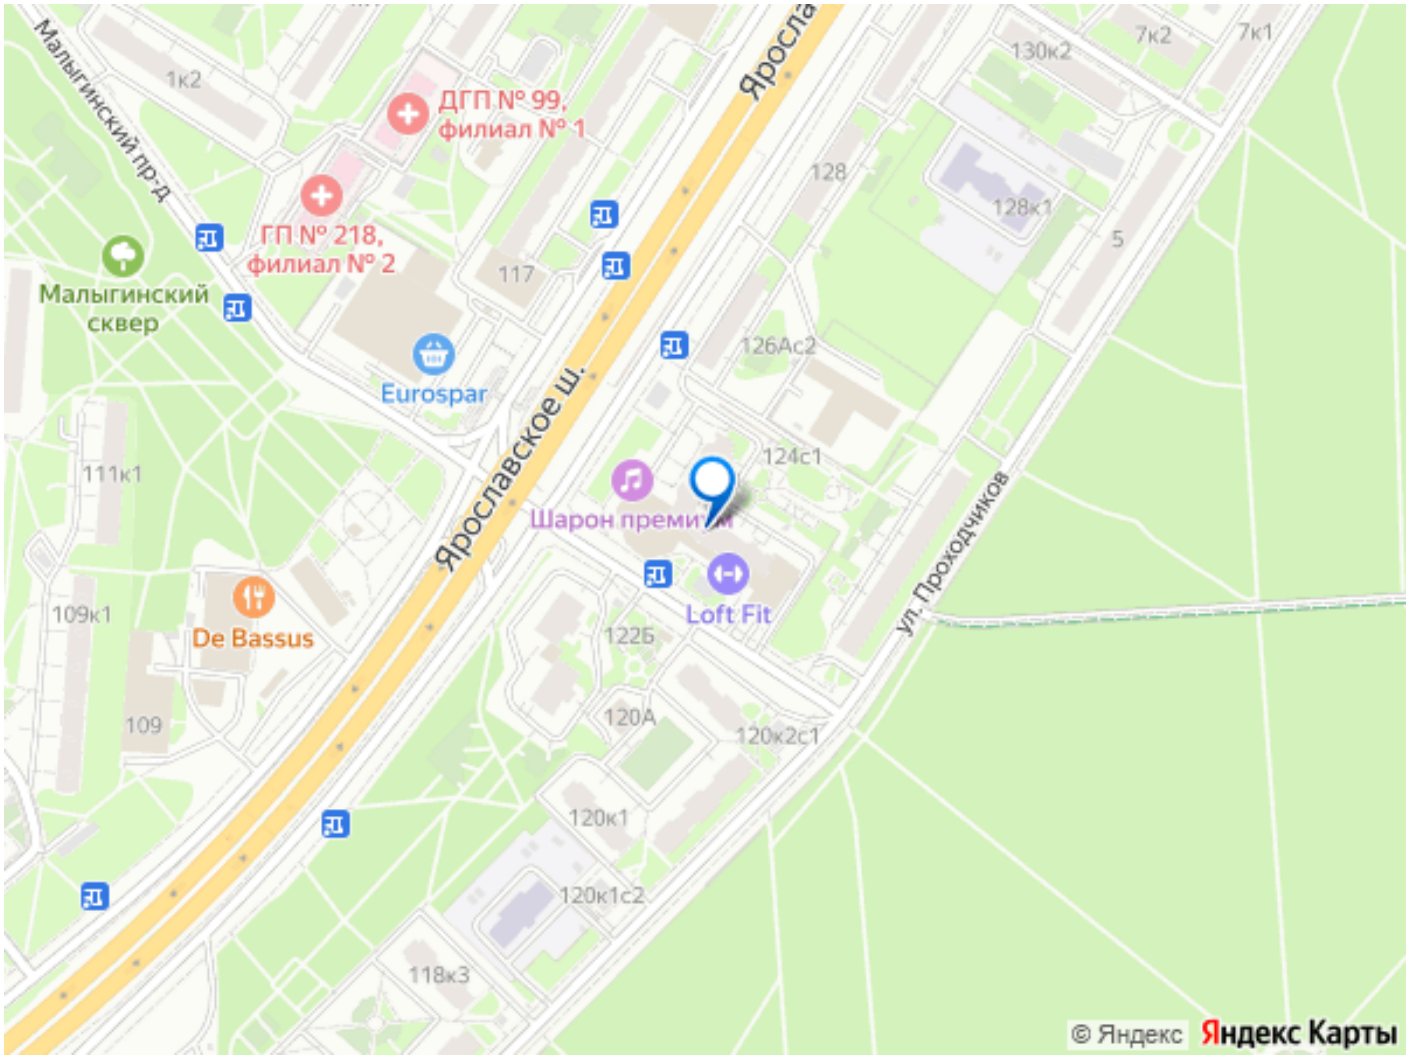 Малыгинский пр-д
1к2
ДГП № 99,
филиал № 1
Яросла
130к2
7к2
7к1
128
128к1
5
ГП № 218,
филиал № 2
117
Малыгинский
сквер
126Ас2
Eurospar
Ярославское ш.
111к1
124с1
Шарон премиум
ул. Проходчиков
Loft Fit
109к1
De Bassus
122Б
120А
109
120к2с1
120к1
120к1с2
118к3
© Яндекс Яндекс Карты